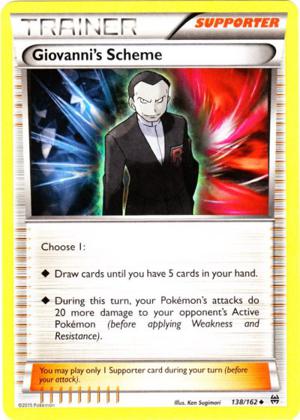 TRAINER SUPPORTER
Giovanni's Scheme
Choose 1:
◆ Draw cards until you have 5 cards in your hand.
◆ During this turn, your Pokémon's attacks do
20 more damage to your opponent's Active
Pokémon (before applying Weakness and
Resistance).
You may play only 1 Supporter card during your turn (before
your attack).
©2015 Pokémon
Illus. Ken Sugimori 138/162 ◆